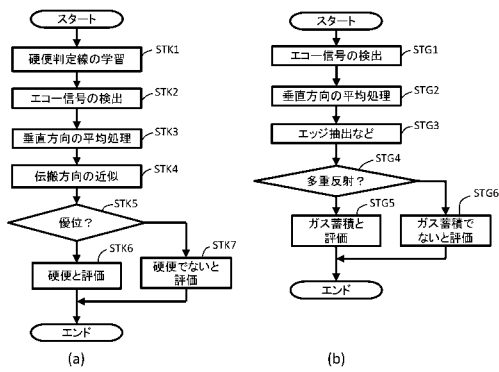 スタート
STK1
硬便判定線の学習
STK2
エコー信号の検出
STK3
垂直方向の平均処理
STK4
伝搬方向の近似
STK5
優位?
STK6
硬便と評価
STK7
硬便でないと
評価
エンド
(a)
スタート
STG1
エコー信号の検出
STG2
垂直方向の平均処理
STG3
エッジ抽出など
STG4
多重反射?
STG5
ガス蓄積と
評価
STG6
ガス蓄積で
ないと評価
エンド
(b)